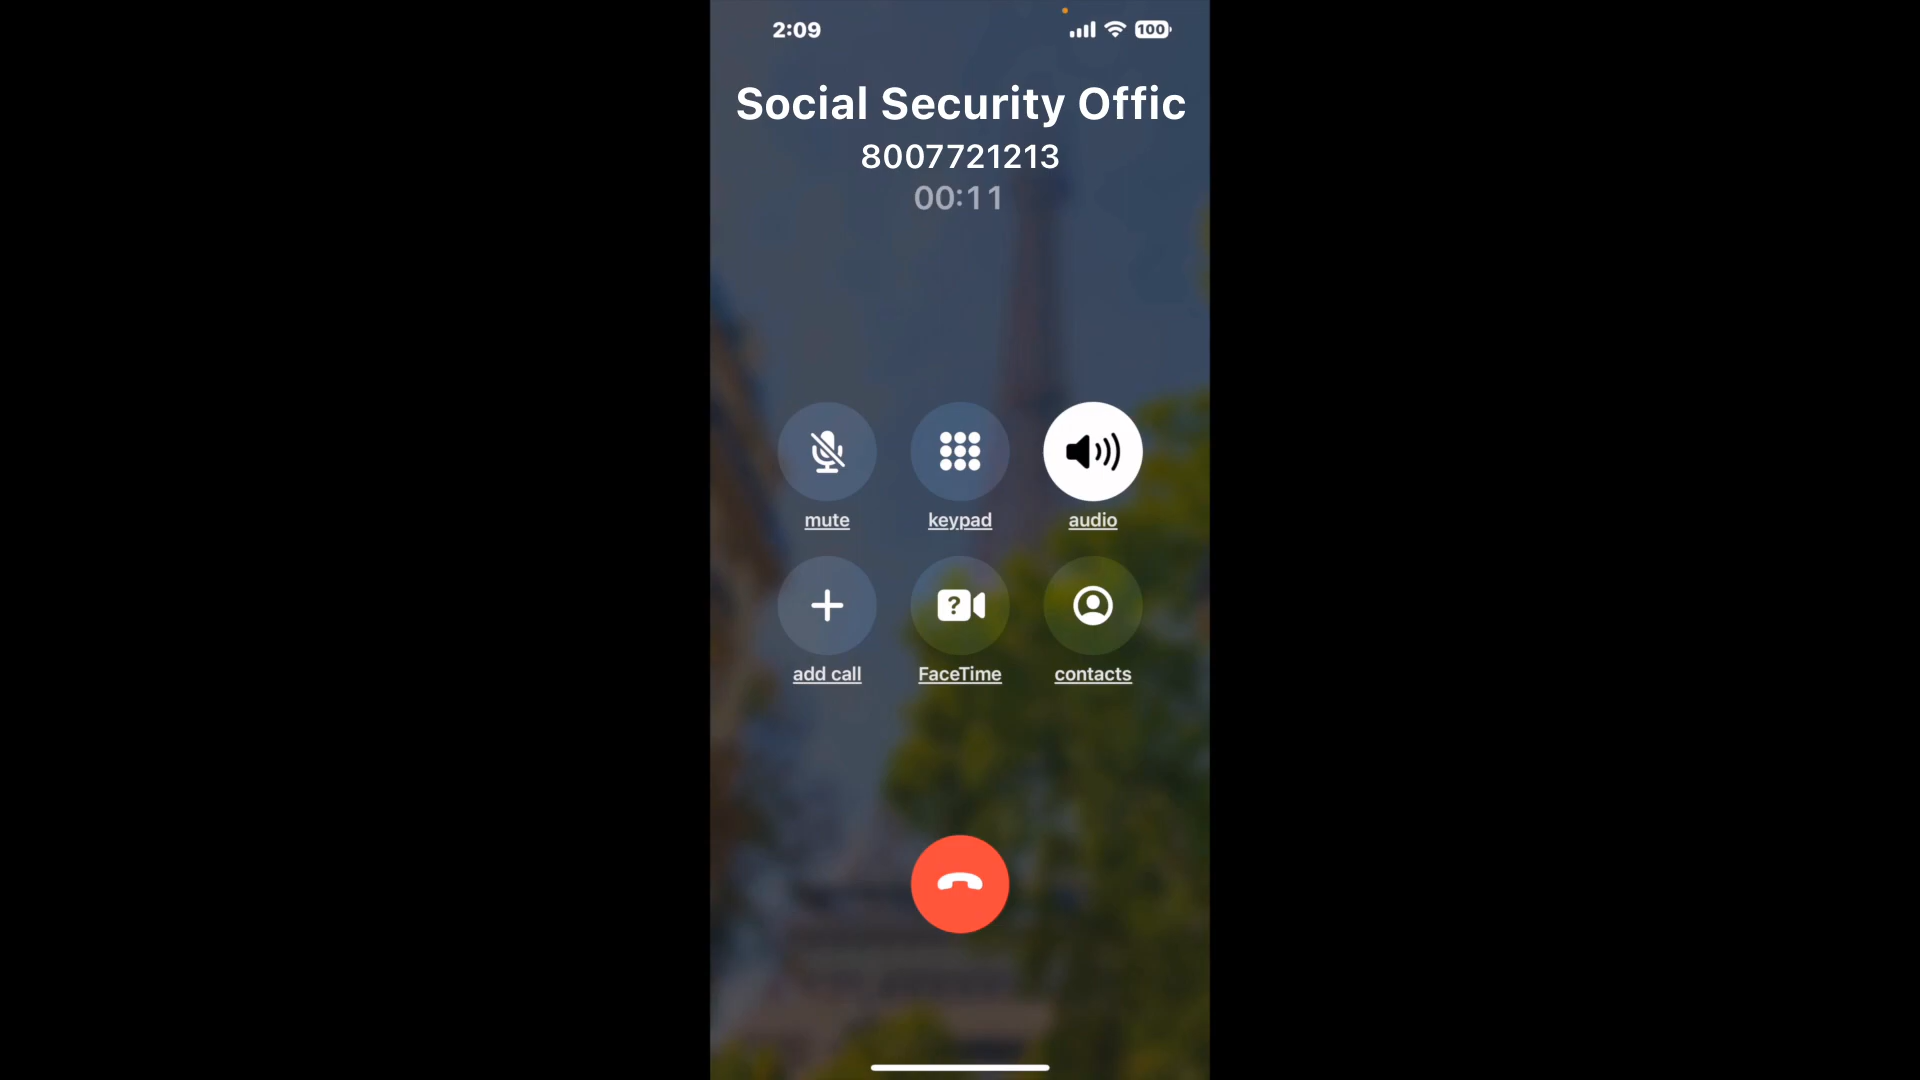 2:09
100
Social Security Offic
8007721213
00:11
mute
keypad
audio
?
add call
FaceTime
contacts